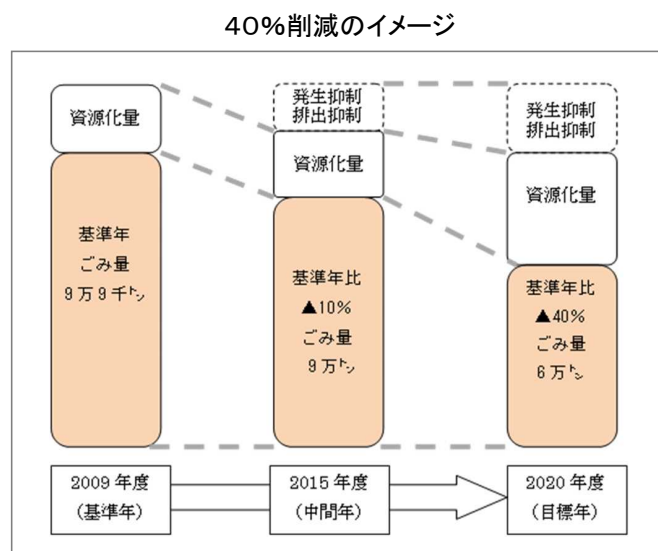 40%削減のイメージ
資源化量
基準年
ごみ量
9万9千㌧
発生抑制
排出抑制
資源化量
基準年比
▲10%
ごみ量
9万㌧
発生抑制
排出抑制
資源化量
基準年比
▲40%
ごみ量
6万㌧
2009年度
(基準年)
2015年度
(中間年)
2020年度
(目標年)